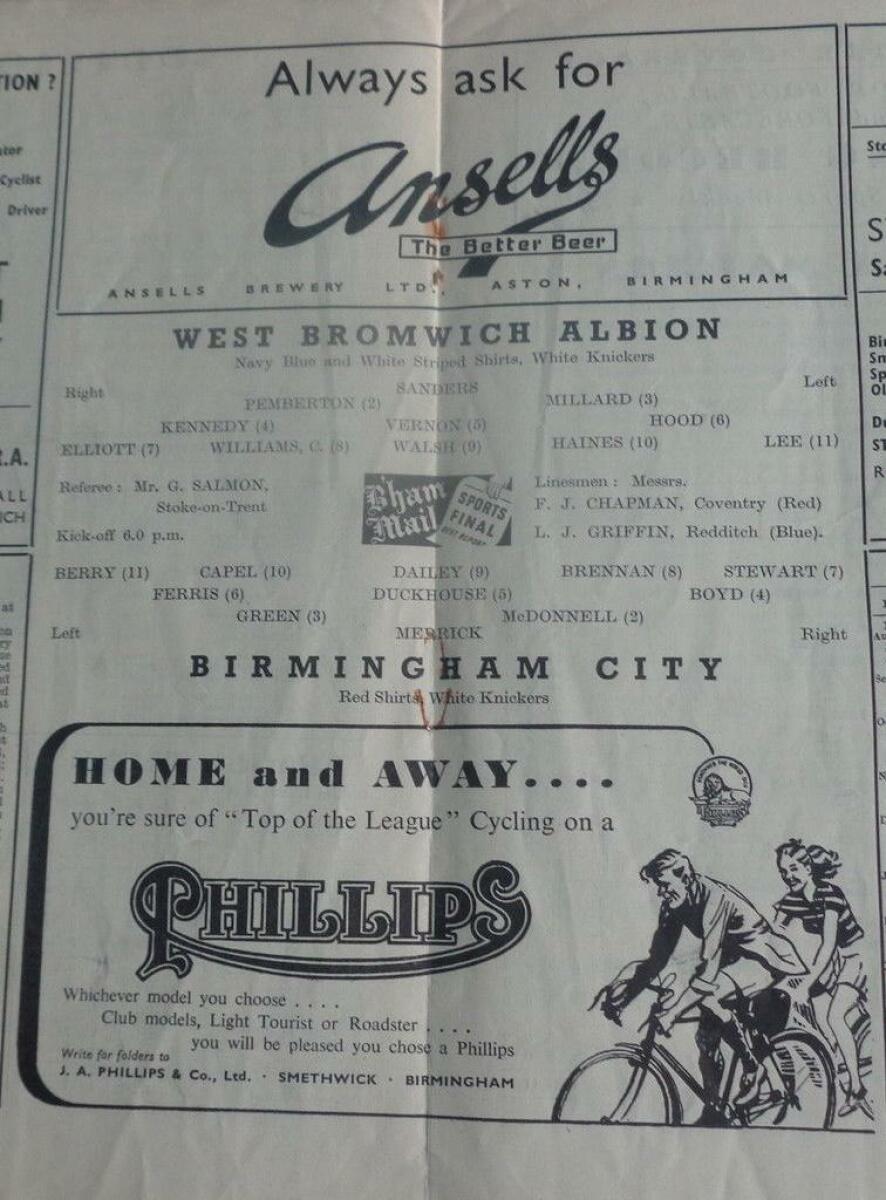 Always ask for
Ansells
The Better Beer
ANSELLS BREWERY LTD., ASTON, BIRMINGHAM
WEST BROMWICH ALBION
Navy Blue and White Striped Shirts, White Knickers
Right SANDERS Left
PEMBERTON (2) MILLARD (3)
KENNEDY (4) VERNON (5) HOOD (6)
ELLIOTT (7) WILLIAMS, C. (8) WALSH (9) HAINES (10) LEE (11)
Referee : Mr. G. SALMON,
Stoke-on-Trent
Kick-off 6.0 p.m.
B'ham
Mail
SPORTS
FINAL
BEST REPORT
Linesmen : Messrs.
F. J. CHAPMAN, Coventry (Red)
L. J. GRIFFIN, Redditch (Blue).
BERRY (11) CAPEL (10) DAILEY (9) BRENNAN (8) STEWART (7)
FERRIS (6) DUCKHOUSE (5) BOYD (4)
GREEN (3) McDONNELL (2)
Left MERRICK Right
BIRMINGHAM CITY
Red Shirts, White Knickers
HOME and AWAY....
you're sure of "Top of the League" Cycling on a
PHILLIPS
Whichever model you choose ....
Club models, Light Tourist or Roadster ....
you will be pleased you chose a Phillips
Write for folders to
J. A. PHILLIPS & Co., Ltd. · SMETHWICK · BIRMINGHAM
PHILLIPS
TION ?
Cyclist
Driver